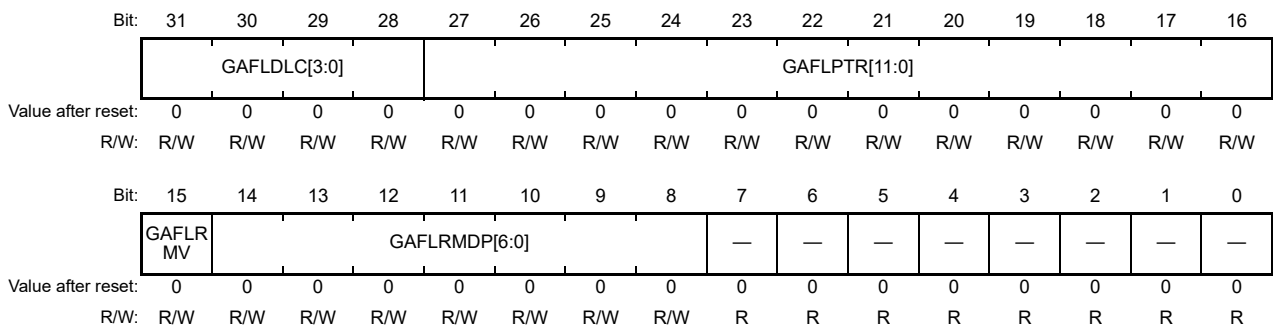 Bit: 31 30 29 28 27 26 25 24 23 22 21 20 19 18 17 16
GAFLDLC[3:0] GAFLPTR[11:0]
Value after reset: 0 0 0 0 0 0 0 0 0 0 0 0 0 0 0 0
R/W: R/W R/W R/W R/W R/W R/W R/W R/W R/W R/W R/W R/W R/W R/W R/W R/W
Bit: 15 14 13 12 11 10 9 8 7 6 5 4 3 2 1 0
GAFLR
MV GAFLRMDP[6:0] — — — — — — — —
Value after reset: 0 0 0 0 0 0 0 0 0 0 0 0 0 0 0 0
R/W: R/W R/W R/W R/W R/W R/W R/W R/W R R R R R R R R